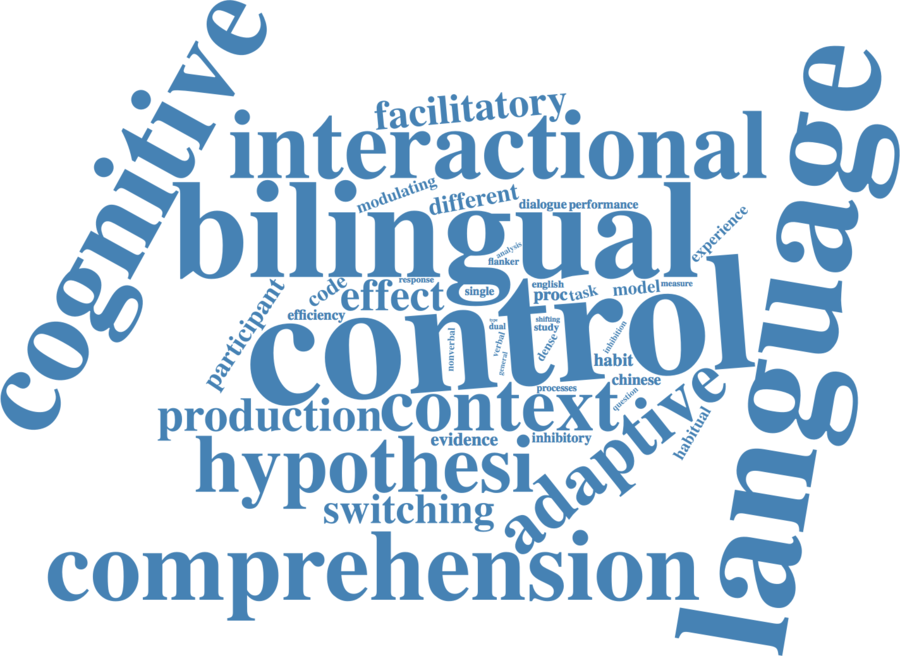 cognitive
facilitatory
interactional
language
modulating
different
dialogue
performance
bilingual
experience
analysis
flanker
response
code
effect
single
english
proc
task
model
measure
participant
efficiency
control
type
dual
shifting
study
nonverbal
verbal
general
dense
inhibition
habit
chinese
processes
question
production
context
adaptive
habitual
evidence
inhibitory
hypothesi
switching
comprehension